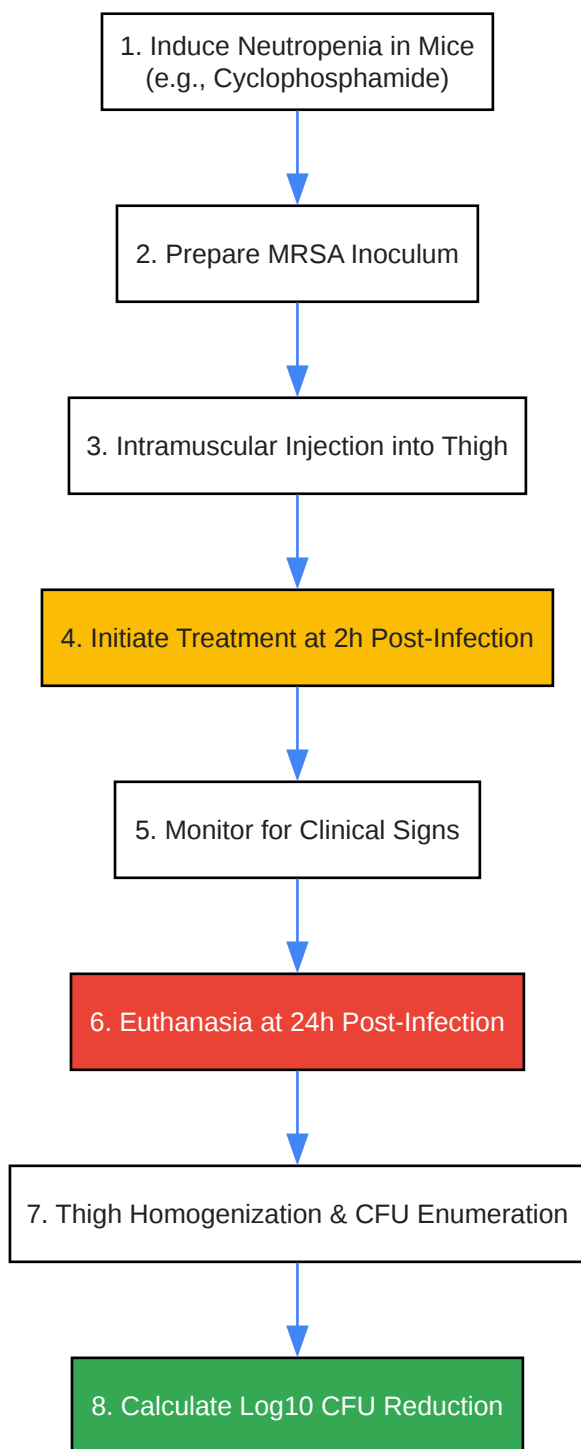 1. Induce Neutropenia in Mice
(e.g., Cyclophosphamide)
2. Prepare MRSA Inoculum
3. Intramuscular Injection into Thigh
4. Initiate Treatment at 2h Post-Infection
5. Monitor for Clinical Signs
6. Euthanasia at 24h Post-Infection
7. Thigh Homogenization & CFU Enumeration
8. Calculate Log10 CFU Reduction